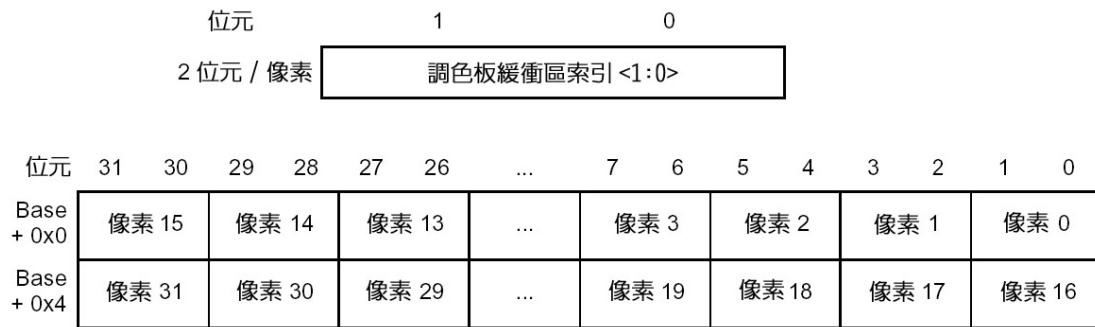 位元 1 0
2 位元 / 像素 調色板緩衝區索引 <1:0>
位元 31 30 29 28 27 26 ... 7 6 5 4 3 2 1 0
Base + 0x0 像素 15 像素 14 像素 13 ... 像素 3 像素 2 像素 1 像素 0
Base + 0x4 像素 31 像素 30 像素 29 ... 像素 19 像素 18 像素 17 像素 16